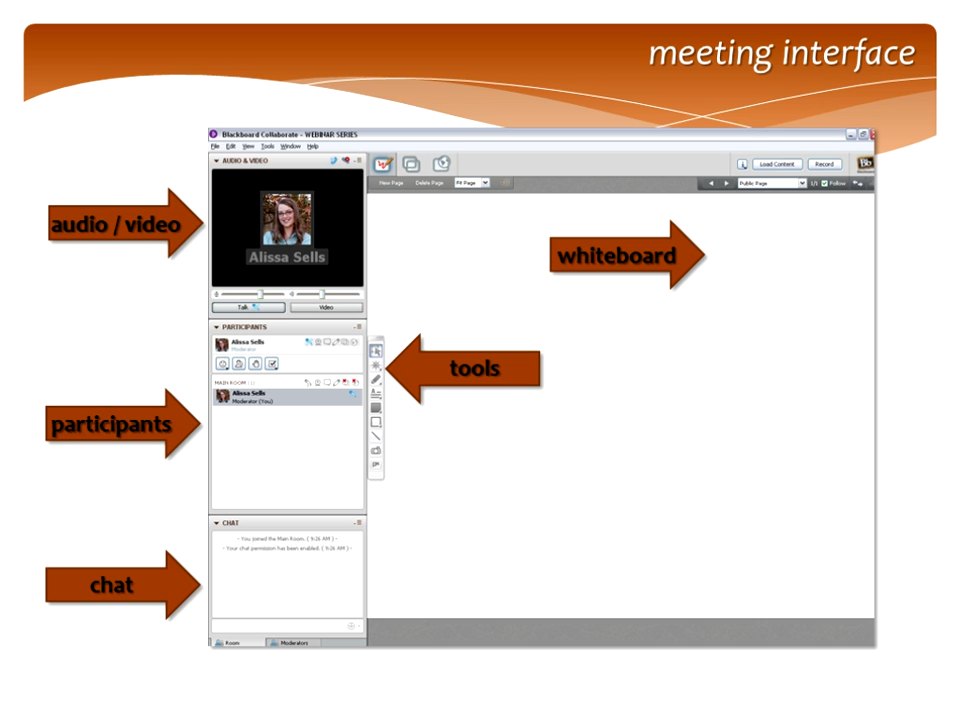 meeting interface
Blackboard Collaborate - WEBINAR SERIES
File Edit View Tools Window Help
AUDIO & VIDEO
Load Content
Record
Bb
New Page Delete Page Fit Page
Public Page
1/1 Follow
audio / video
Alissa Sells
whiteboard
Talk
Video
PARTICIPANTS
Alissa Sells
Moderator
tools
MAIN ROOM
Alissa Sells
Moderator (You)
participants
CHAT
- You joined the Main Room. ( 9:26 AM ) -
- Your chat permission has been enabled. ( 9:26 AM ) -
chat
Room
Moderators